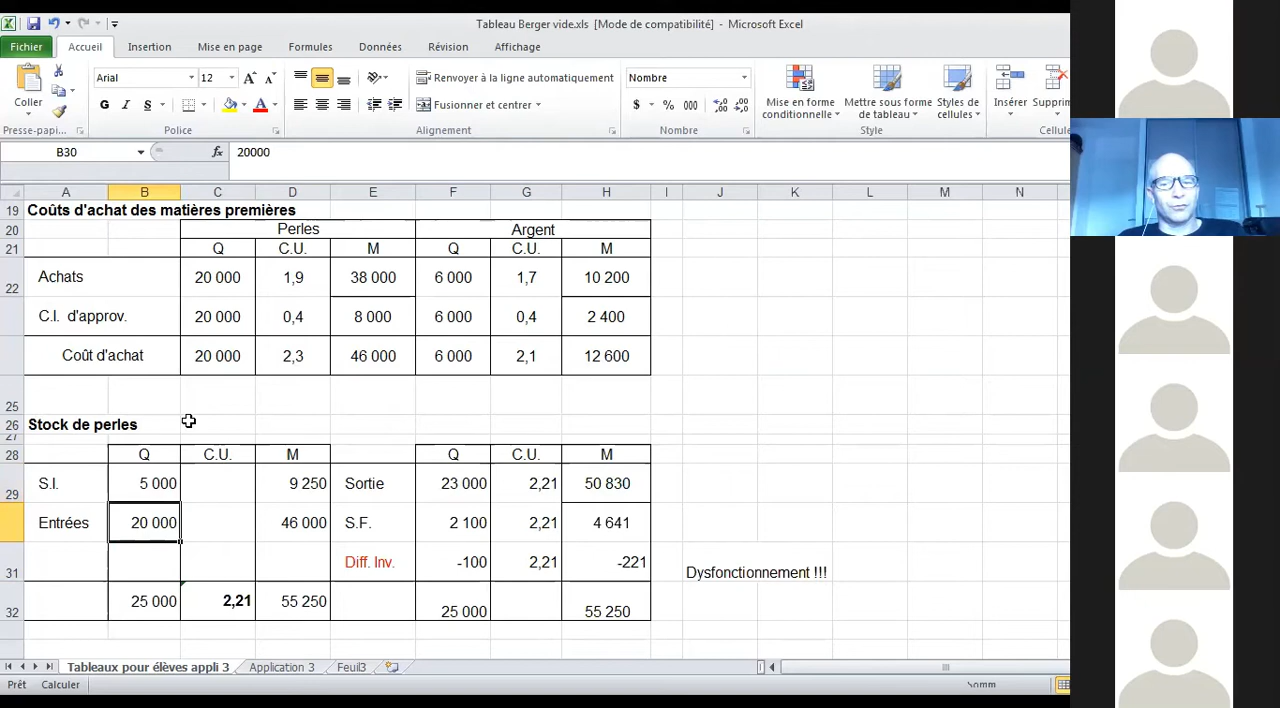 Tableau Berger vide.xls [Mode de compatibilité] - Microsoft Excel
Fichier Accueil Insertion Mise en page Formules Données Révision Affichage
Arial 12 Renvoyer à la ligne automatiquement Nombre
Coller G I S Fusionner et centrer $ % 000 Mise en forme conditionnelle Mettre sous forme de tableau Styles de cellules Insérer Supprim
Presse-papi... Police Alignement Nombre Style Cellule
B30 fx 20000
A B C D E F G H I J K L M N
19 Coûts d'achat des matières premières
20 Perles Argent
21 Q C.U. M Q C.U. M
22 Achats 20 000 1,9 38 000 6 000 1,7 10 200
C.I. d'approv. 20 000 0,4 8 000 6 000 0,4 2 400
Coût d'achat 20 000 2,3 46 000 6 000 2,1 12 600
25
26 Stock de perles
27
28 Q C.U. M Q C.U. M
29 S.I. 5 000 9 250 Sortie 23 000 2,21 50 830
Entrées 20 000 46 000 S.F. 2 100 2,21 4 641
31 Diff. Inv. -100 2,21 -221 Dysfonctionnement !!!
32 25 000 2,21 55 250 25 000 55 250
Tableaux pour élèves appli 3 Application 3 Feuil3
Prêt Calculer